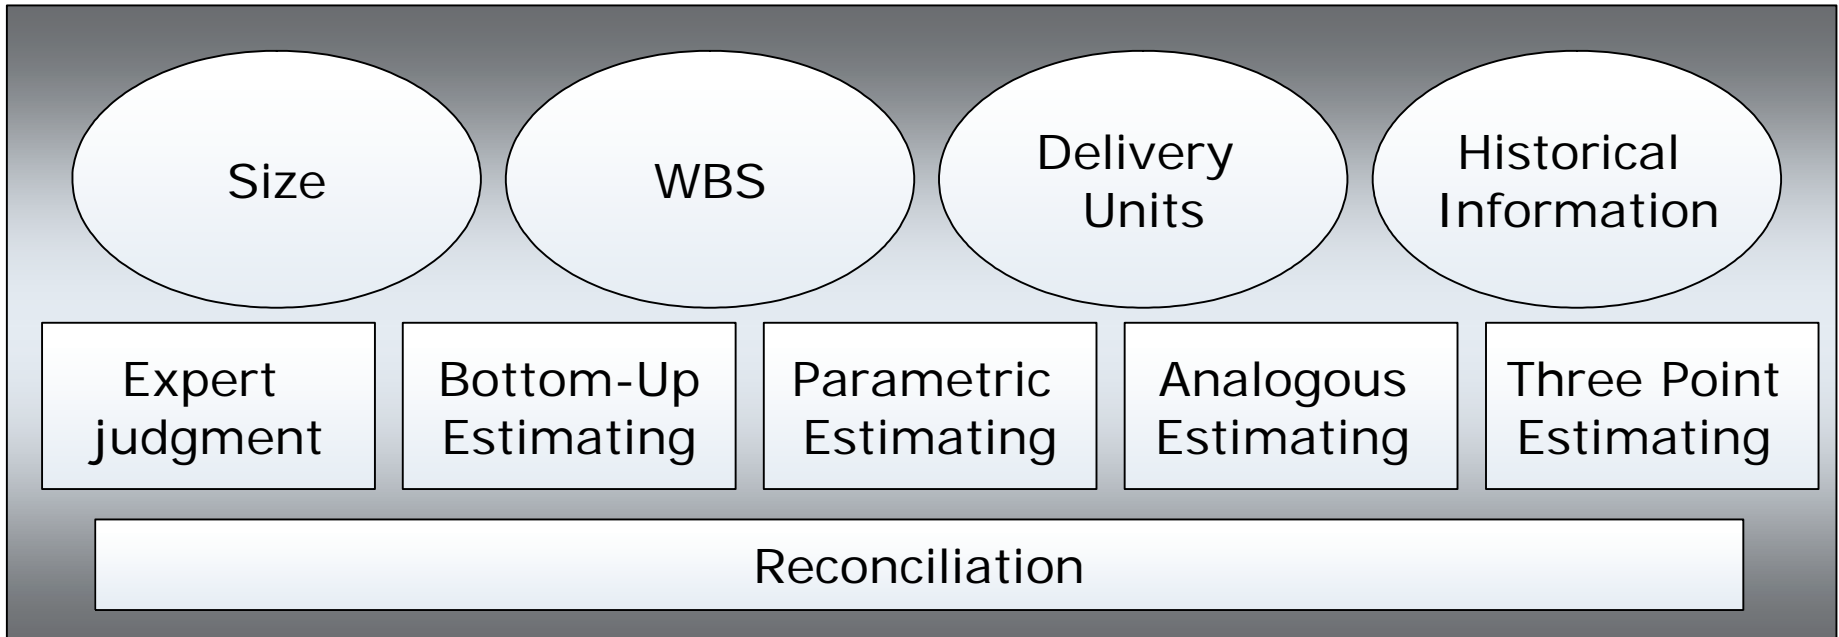 Size
WBS
Delivery
Units
Historical
Information
Expert
judgment
Bottom-Up
Estimating
Parametric
Estimating
Analogous
Estimating
Three Point
Estimating
Reconciliation